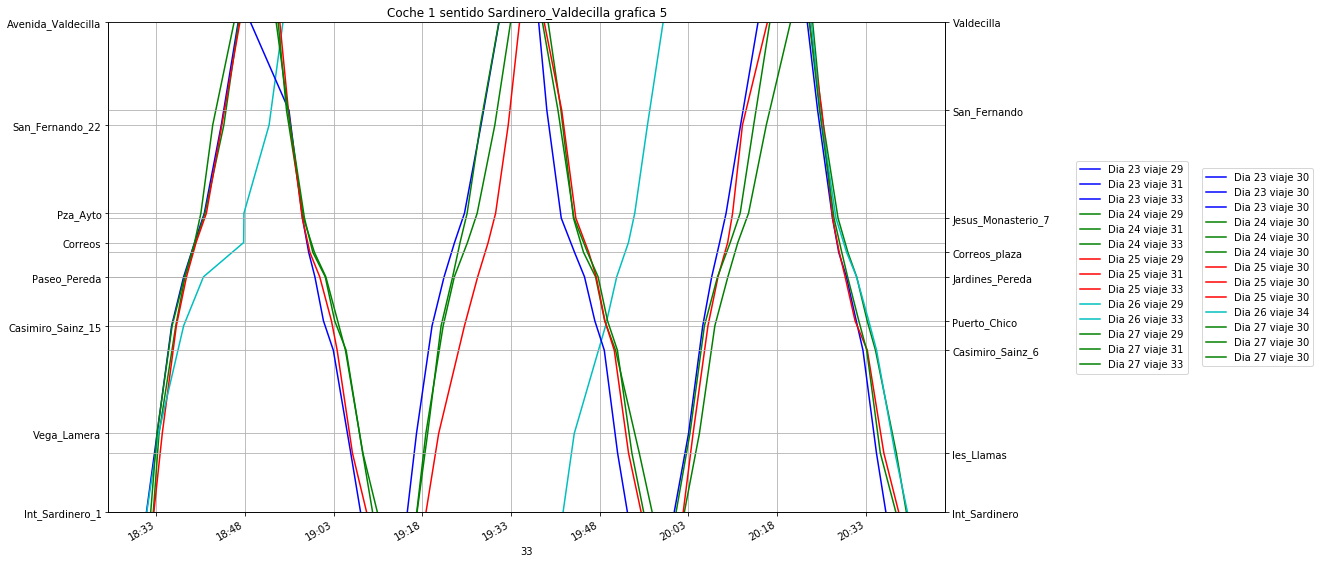 Coche 1 sentido Sardinero_Valdecilla grafica 5
Avenida_Valdecilla
San_Fernando_22
Pza_Ayto
Correos
Paseo_Pereda
Casimiro_Sainz_15
Vega_Lamera
Int_Sardinero_1
Valdecilla
San_Fernando
Jesus_Monasterio_7
Correos_plaza
Jardines_Pereda
Puerto_Chico
Casimiro_Sainz_6
Ies_Llamas
Int_Sardinero
18:33
18:48
19:03
19:18
19:33
19:48
20:03
20:18
20:33
33
Dia 23 viaje 29
Dia 23 viaje 31
Dia 23 viaje 33
Dia 24 viaje 29
Dia 24 viaje 31
Dia 24 viaje 33
Dia 25 viaje 29
Dia 25 viaje 31
Dia 25 viaje 33
Dia 26 viaje 29
Dia 26 viaje 33
Dia 27 viaje 29
Dia 27 viaje 31
Dia 27 viaje 33
Dia 23 viaje 30
Dia 23 viaje 30
Dia 23 viaje 30
Dia 24 viaje 30
Dia 24 viaje 30
Dia 24 viaje 30
Dia 25 viaje 30
Dia 25 viaje 30
Dia 25 viaje 30
Dia 26 viaje 34
Dia 27 viaje 30
Dia 27 viaje 30
Dia 27 viaje 30